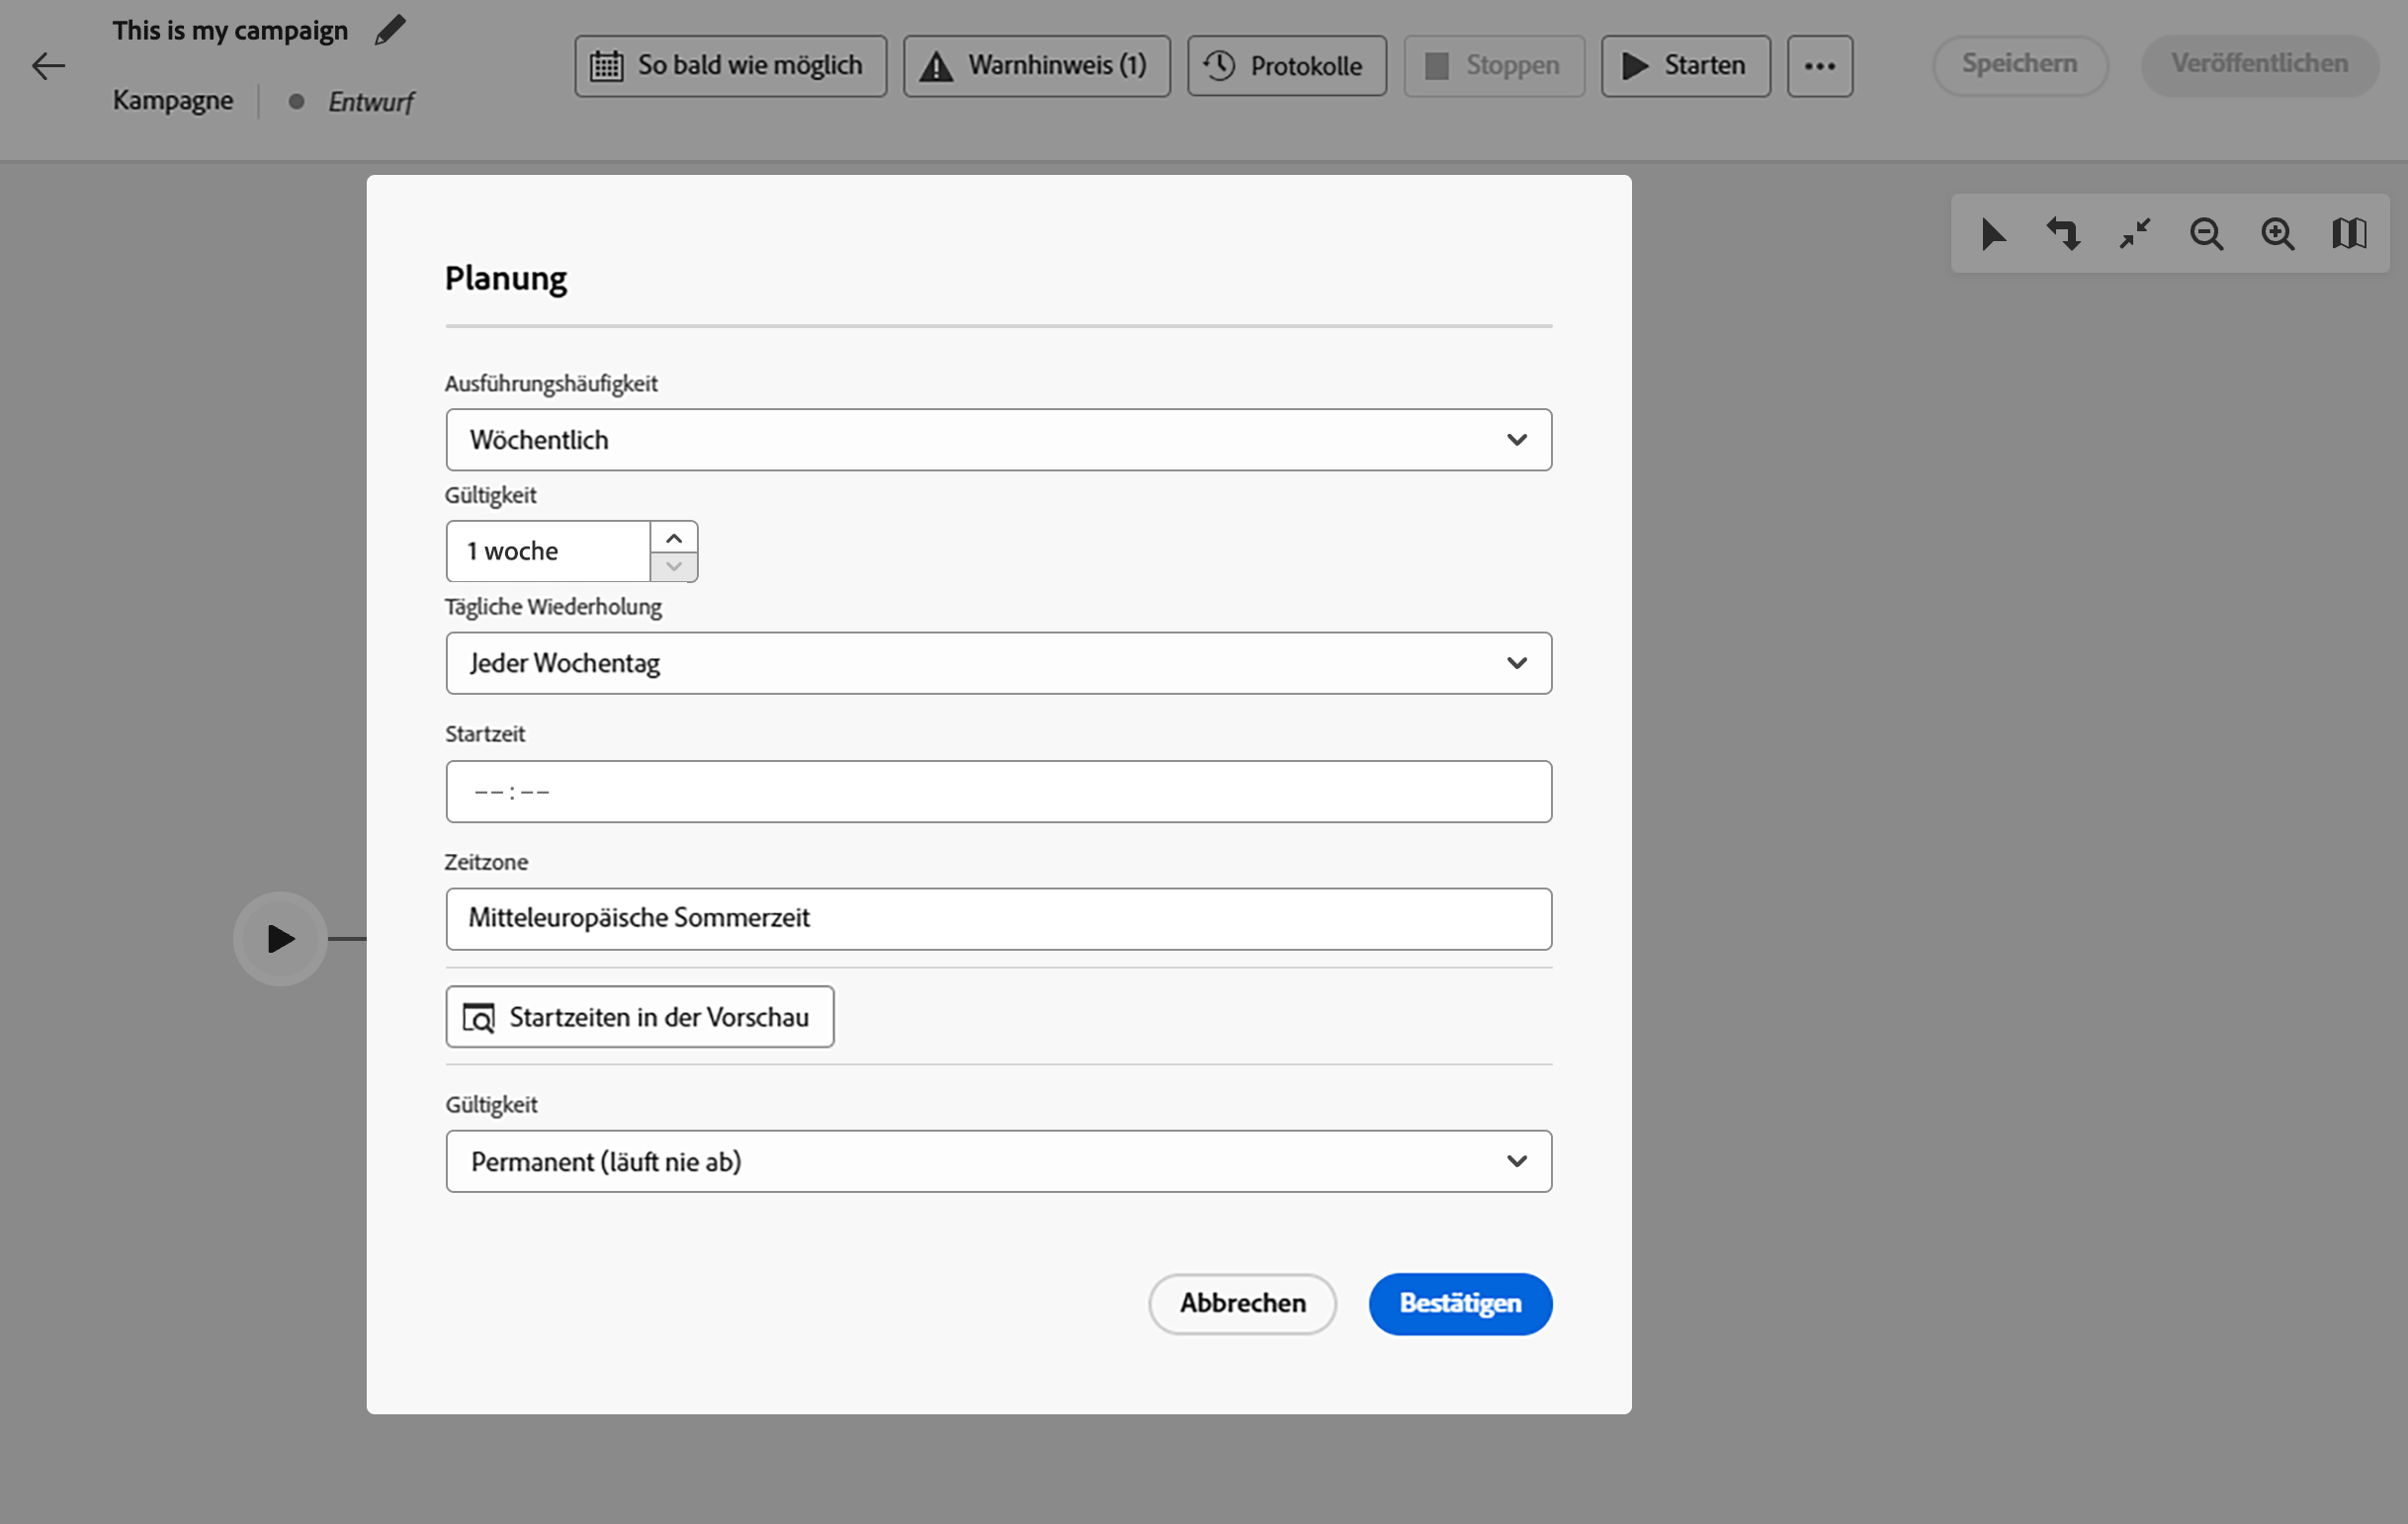 This is my campaign
Kampagne
Entwurf
So bald wie möglich
Warnhinweis (1)
Protokolle
Stoppen
Starten
Speichern
Veröffentlichen
Planung
Ausführungshäufigkeit
Wöchentlich
Gültigkeit
1 woche
Tägliche Wiederholung
Jeder Wochentag
Startzeit
--:--
Zeitzone
Mitteleuropäische Sommerzeit
Startzeiten in der Vorschau
Gültigkeit
Permanent (läuft nie ab)
Abbrechen
Bestätigen